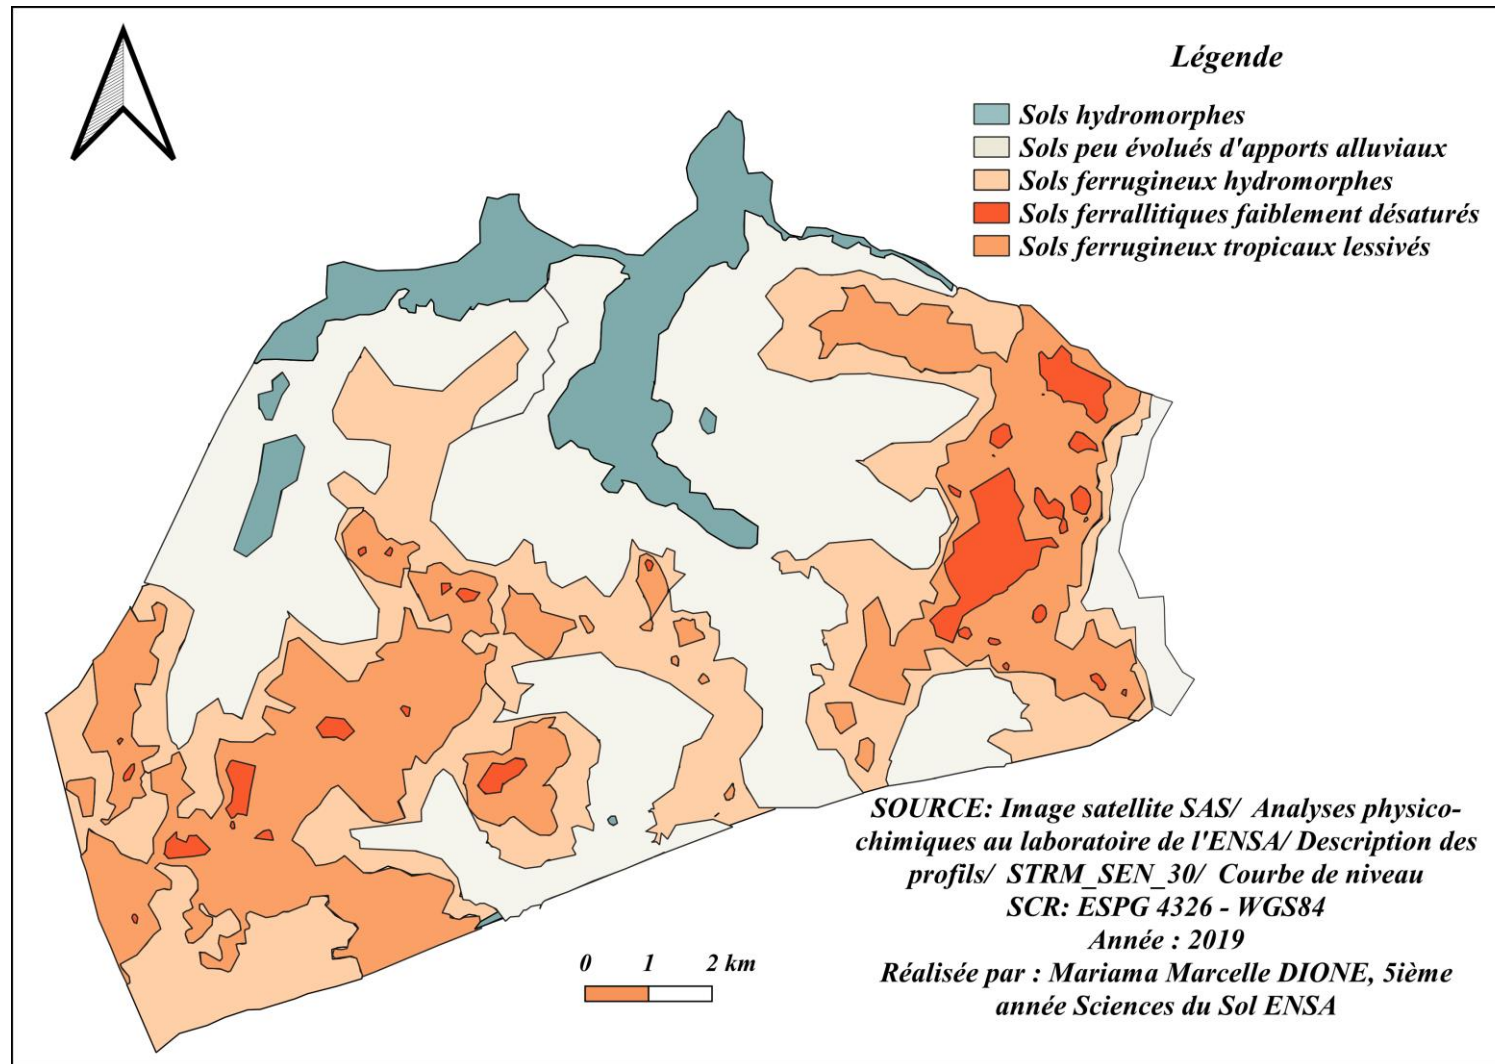 Légende
Sols hydromorphes
Sols peu évolués d'apports alluviaux
Sols ferrugineux hydromorphes
Sols ferrallitiques faiblement désaturés
Sols ferrugineux tropicaux lessivés
SOURCE: Image satellite SAS/ Analyses physico-
chimiques au laboratoire de l'ENSA/ Description des
profils/ STRM_SEN_30/ Courbe de niveau
SCR: ESPG 4326 - WGS84
Année : 2019
Réalisée par : Mariama Marcelle DIONE, 5ième
année Sciences du Sol ENSA
0 1 2 km